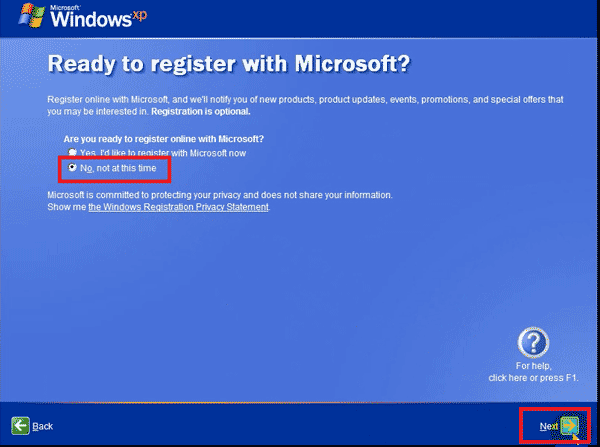 Microsoft
Windows xp
Ready to register with Microsoft?
Register online with Microsoft, and we'll notify you of new products, product updates, events, promotions, and special offers that
you may be interested in. Registration is optional.
Are you ready to register online with Microsoft?
Yes, I'd like to register with Microsoft now
No, not at this time
Microsoft is committed to protecting your privacy and does not share your information.
Show me the Windows Registration Privacy Statement.
?
For help,
click here or press F1.
Back
Next